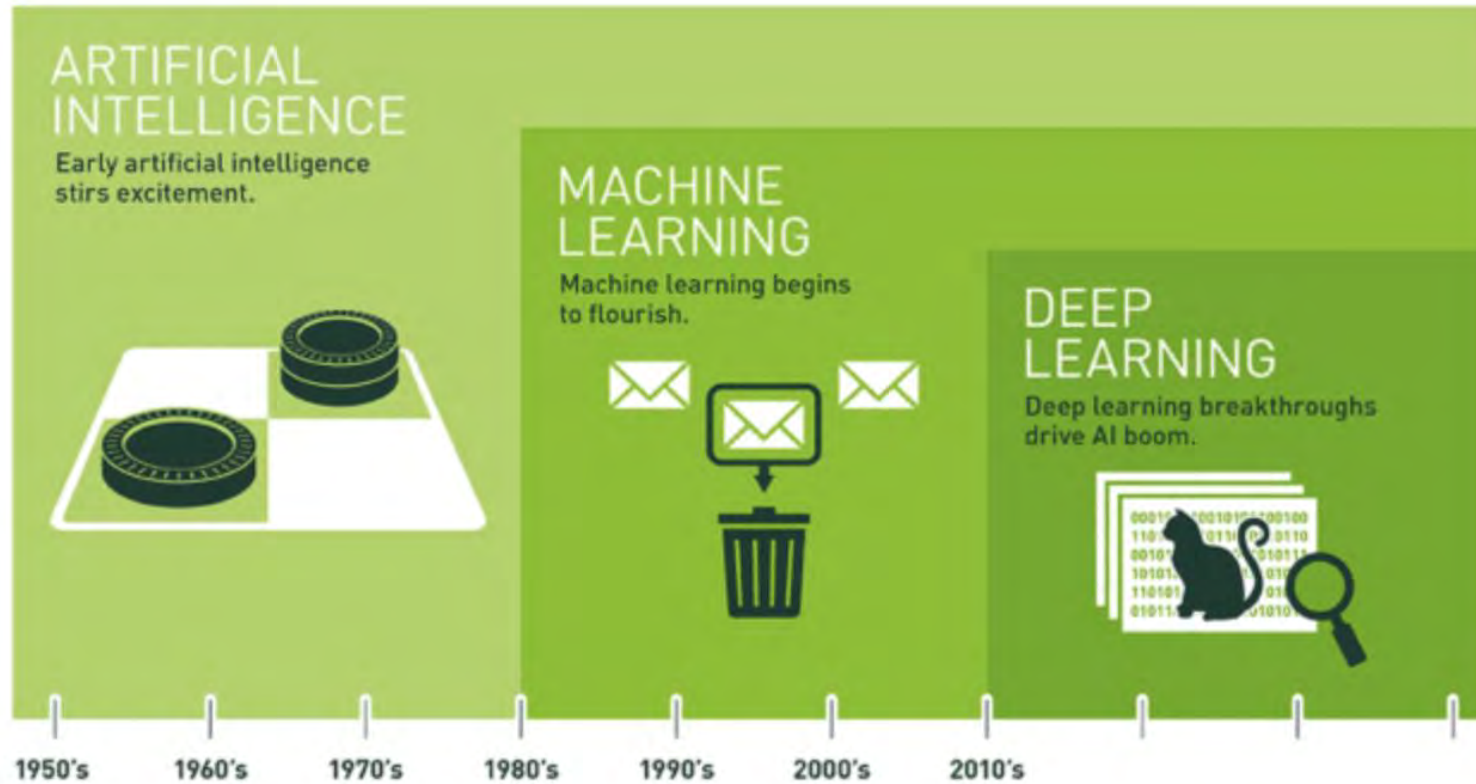 ARTIFICIAL
INTELLIGENCE
Early artificial intelligence
stirs excitement.
MACHINE
LEARNING
Machine learning begins
to flourish.
DEEP
LEARNING
Deep learning breakthroughs
drive AI boom.
1950's 1960's 1970's 1980's 1990's 2000's 2010's